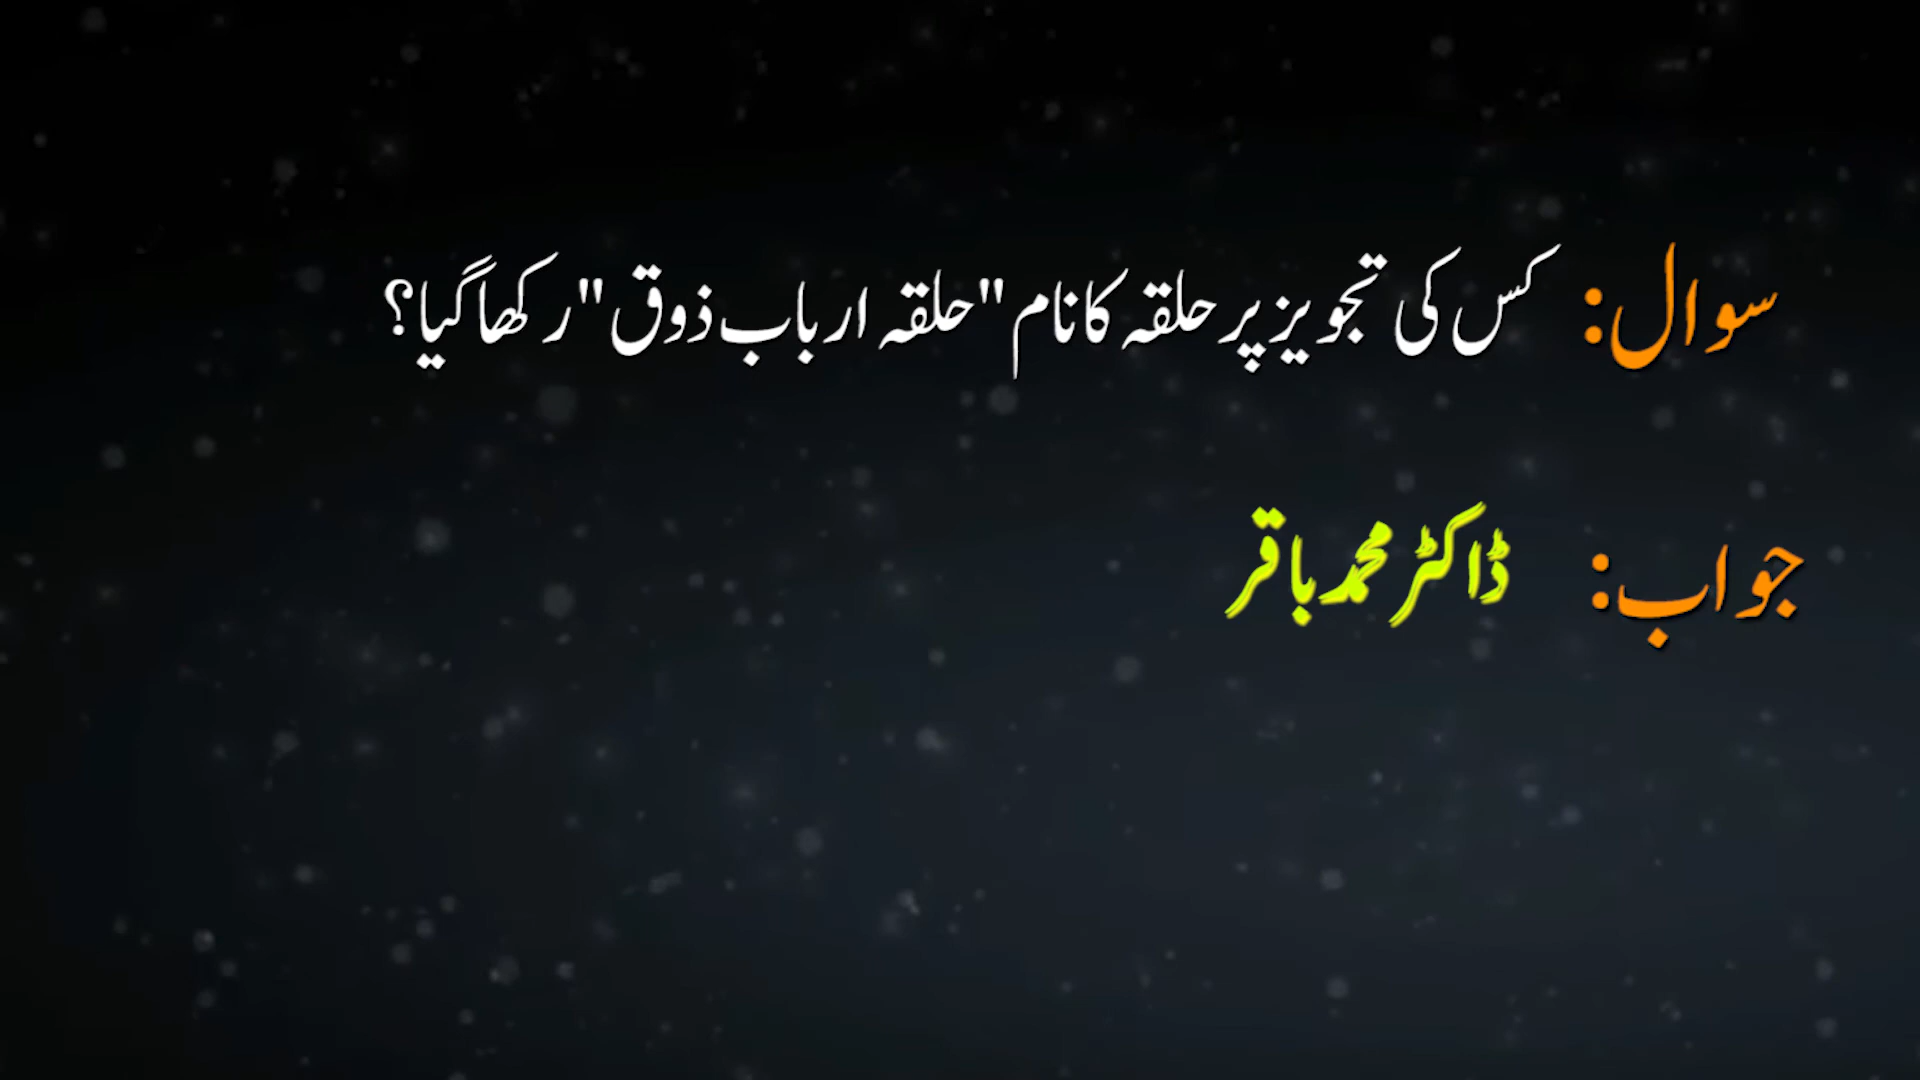 سوال: کس کی تجویز پر حلقہ کا نام "حلقہ ارباب ذوق" رکھا گیا؟
جواب: ڈاکٹر محمد باقر